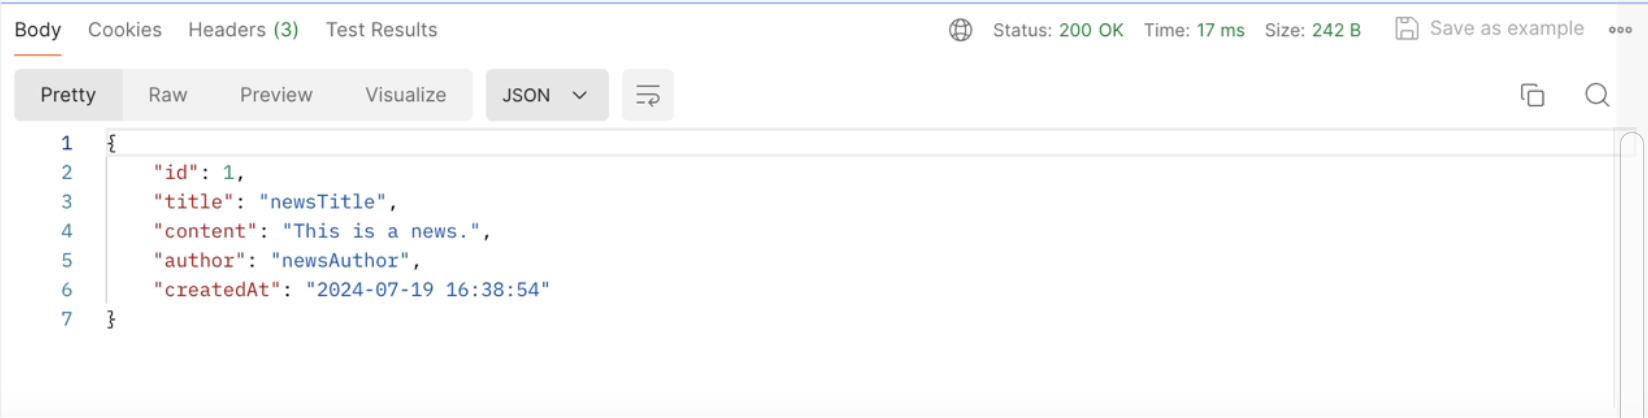 Body Cookies Headers (3) Test Results Status: 200 OK Time: 17 ms Size: 242 B Save as example
Pretty Raw Preview Visualize JSON
1 {
2 "id": 1,
3 "title": "newsTitle",
4 "content": "This is a news.",
5 "author": "newsAuthor",
6 "createdAt": "2024-07-19 16:38:54"
7 }